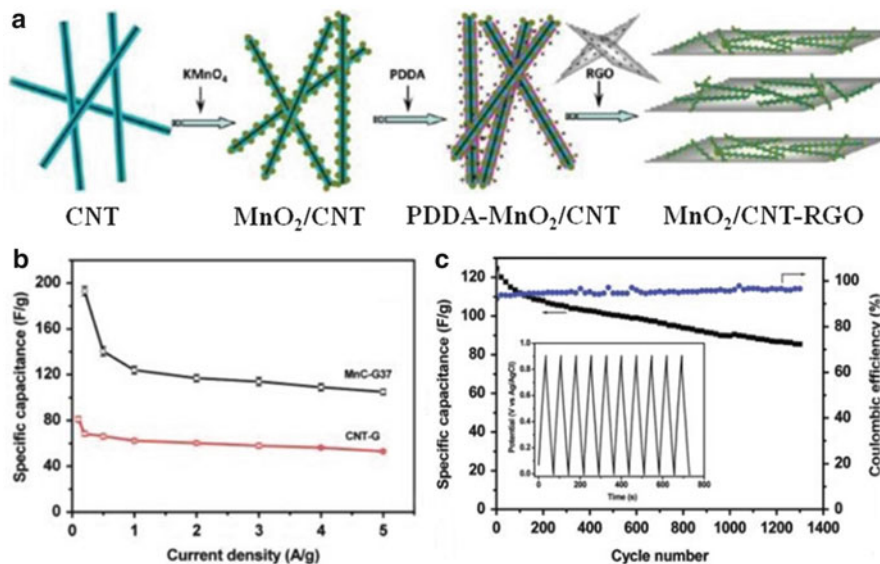 a
KMnO4
PDDA
RGO
CNT
MnO2/CNT
PDDA-MnO2/CNT
MnO2/CNT-RGO
b
Specific capacitance (F/g)
200
160
120
80
40
0
MnC-G37
CNT-G
0 1 2 3 4 5
Current density (A/g)
c
Specific capacitance (F/g)
120
100
80
60
40
20
0
Potential (V vs Ag/AgCl)
1.0
0.8
0.6
0.4
0.2
0.0
0 200 400 600 800
Time (s)
0 200 400 600 800 1000 1200 1400
Cycle number
100
80
60
40
20
0
Coulombic efficiency (%)